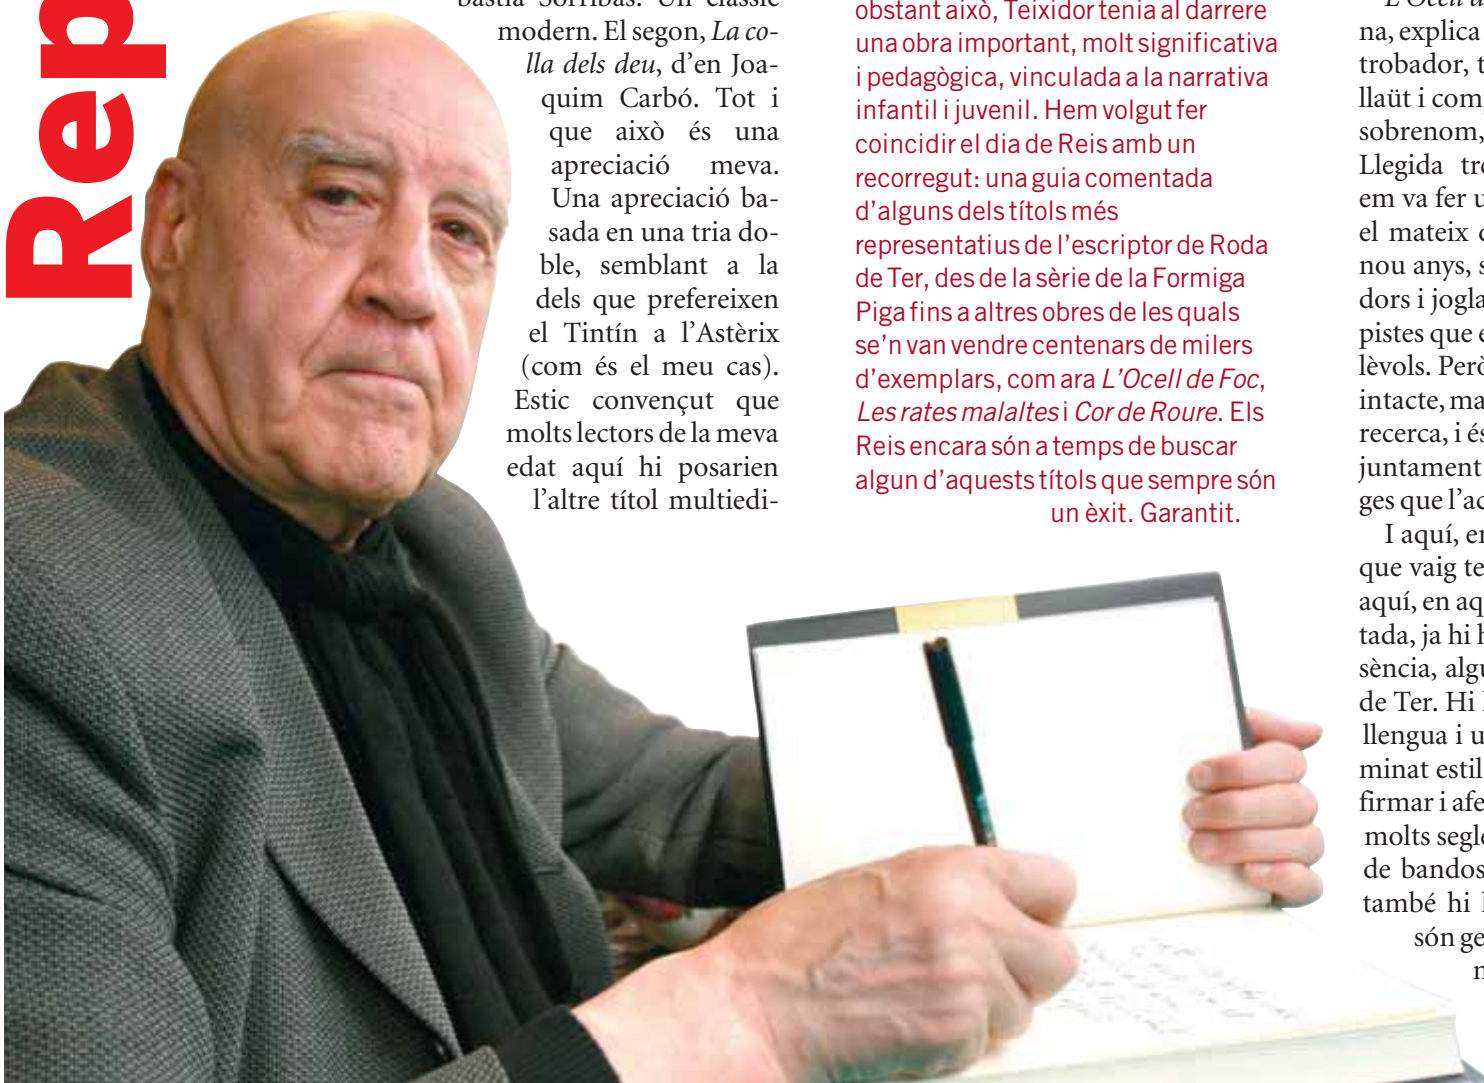 Rep
bastià Sorribas. Un clàssic
modern. El segon, La co-
lla dels deu, d'en Joa-
quim Carbó. Tot i
que això és una
apreciació meva.
Una apreciació ba-
sada en una tria do-
ble, semblant a la
dels que prefereixen
el Tintín a l'Astèrix
(com és el meu cas).
Estic convençut que
molts lectors de la meva
edat aquí hi posarien
l'altre títol multiedi-
obstant això, Teixidor tenia al darrere
una obra important, molt significativa
i pedagògica, vinculada a la narrativa
infantil i juvenil. Hem volgut fer
coincidir el dia de Reis amb un
recorregut: una guia comentada
d'alguns dels títols més
representatius de l'escriptor de Roda
de Ter, des de la sèrie de la Formiga
Piga fins a altres obres de les quals
se'n van vendre centenars de milers
d'exemplars, com ara L'Ocell de Foc,
Les rates malaltes i Cor de Roure. Els
Reis encara són a temps de buscar
algun d'aquests títols que sempre són
un èxit. Garantit.
L'Ocell d
na, explica
trobador, t
llaüt i com
sobrenom,
Llegida tr
em va fer u
el mateix
nou anys, s
dors i jogla
pistes que e
lèvols. Però
intacte, ma
recerca, i és
juntament
ges que l'a
I aquí, en
que vaig te
aquí, en aq
tada, ja hi h
sència, algu
de Ter. Hi
llengua i u
minat estil
firmar i afe
molts segle
de bandos
també hi
són ge